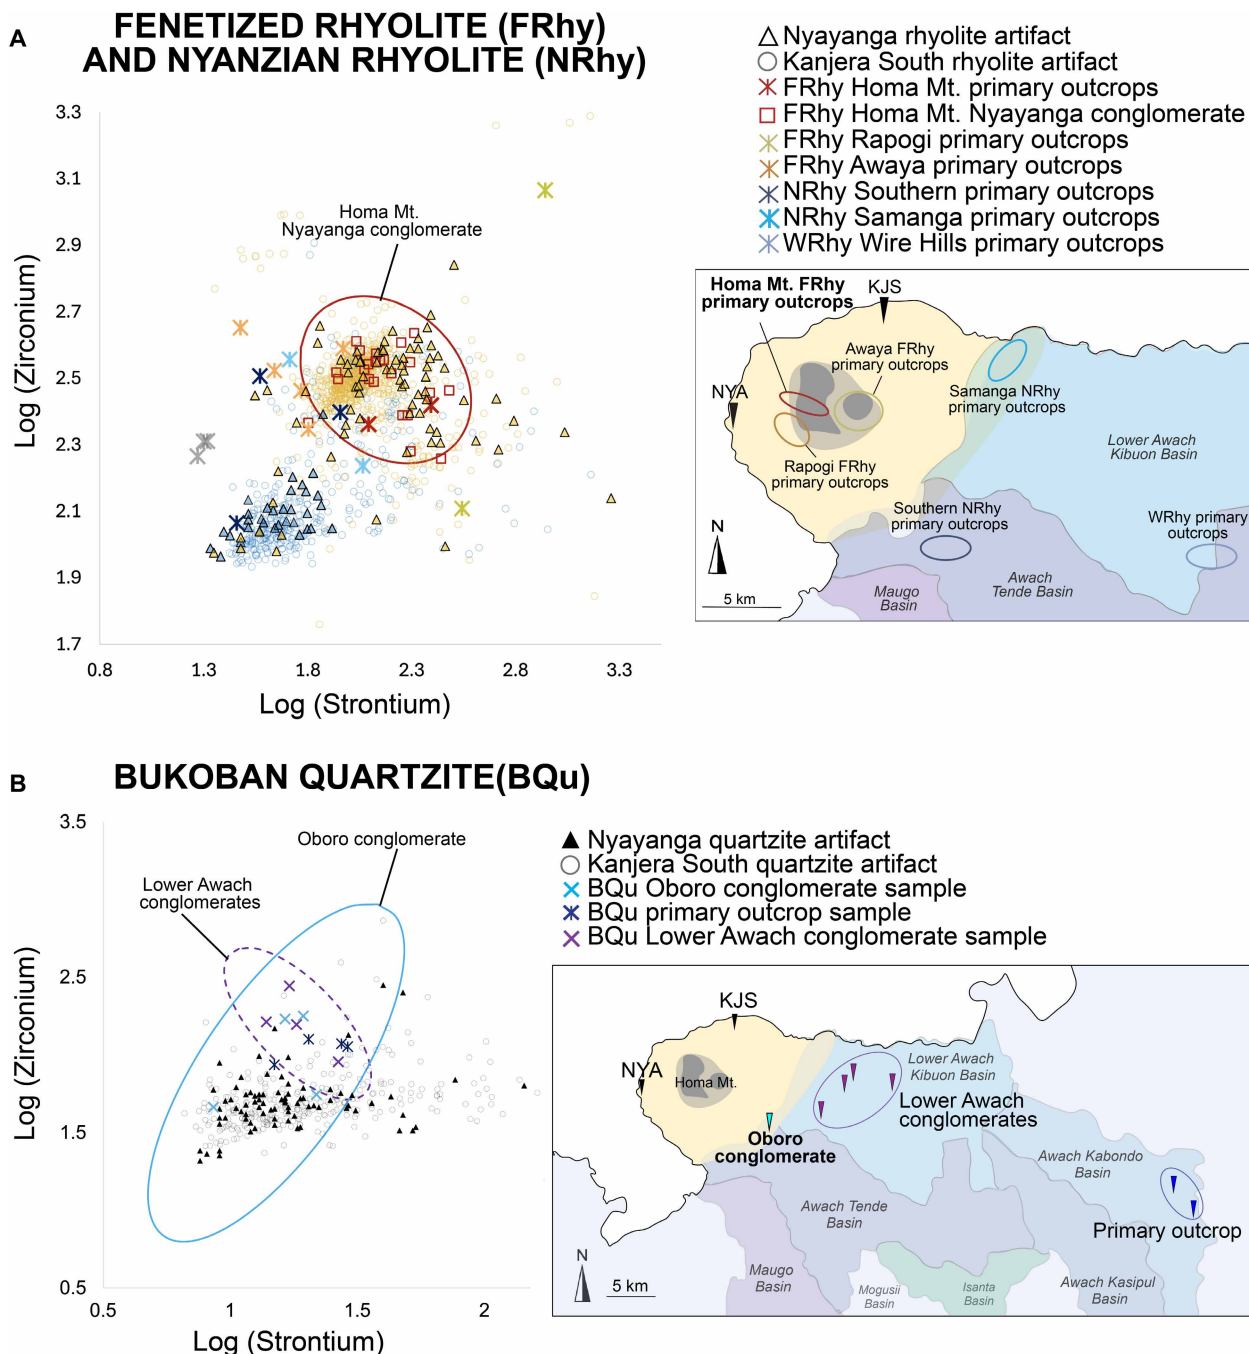 A
FENETIZED RHYOLITE (FRhy)
AND NYANZIAN RHYOLITE (NRhy)
Nyayanga rhyolite artifact
Kanjera South rhyolite artifact
FRhy Homa Mt. primary outcrops
FRhy Homa Mt. Nyayanga conglomerate
FRhy Rapogi primary outcrops
FRhy Awaya primary outcrops
NRhy Southern primary outcrops
NRhy Samanga primary outcrops
WRhy Wire Hills primary outcrops
Log (Zirconium)
3.3
3.1
2.9
2.7
2.5
2.3
2.1
1.9
1.7
Homa Mt.
Nyayanga conglomerate
0.8
1.3
1.8
2.3
2.8
3.3
Log (Strontium)
Homa Mt. FRhy
primary outcrops
KJS
NYA
Awaya FRhy
primary outcrops
Samanga NRhy
primary outcrops
Lower Awach
Kibuon Basin
Rapogi FRhy
primary outcrops
Southern NRhy
primary outcrops
WRhy primary
outcrops
N
5 km
Maugo
Basin
Awach
Tende Basin
B
BUKOBAN QUARTZITE(BQu)
Nyayanga quartzite artifact
Kanjera South quartzite artifact
BQu Oboro conglomerate sample
BQu primary outcrop sample
BQu Lower Awach conglomerate sample
Log (Zirconium)
3.5
2.5
1.5
0.5
Oboro conglomerate
Lower Awach
conglomerates
0.5
1
1.5
2
Log (Strontium)
KJS
NYA
Homa Mt.
Lower Awach
Kibuon Basin
Lower Awach
conglomerates
Oboro
conglomerate
Awach Kabondo
Basin
Awach Tende
Basin
Primary outcrop
N
5 km
Maugo
Basin
Mogusii
Basin
Isanta
Basin
Awach Kasipul
Basin